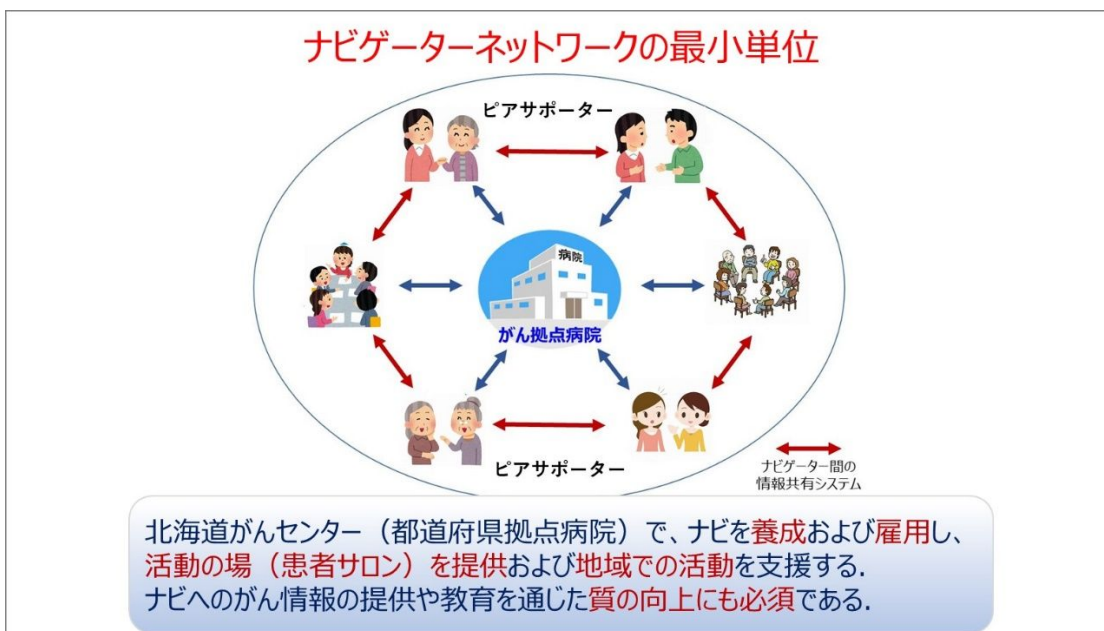 ナビゲーターネットワークの最小単位
ピアサポーター
病院
がん拠点病院
ピアサポーター
ナビゲーター間の
情報共有システム
北海道がんセンター（都道府県拠点病院）で、ナビを養成および雇用し、
活動の場（患者サロン）を提供および地域での活動を支援する.
ナビへのがん情報の提供や教育を通じた質の向上にも必須である.